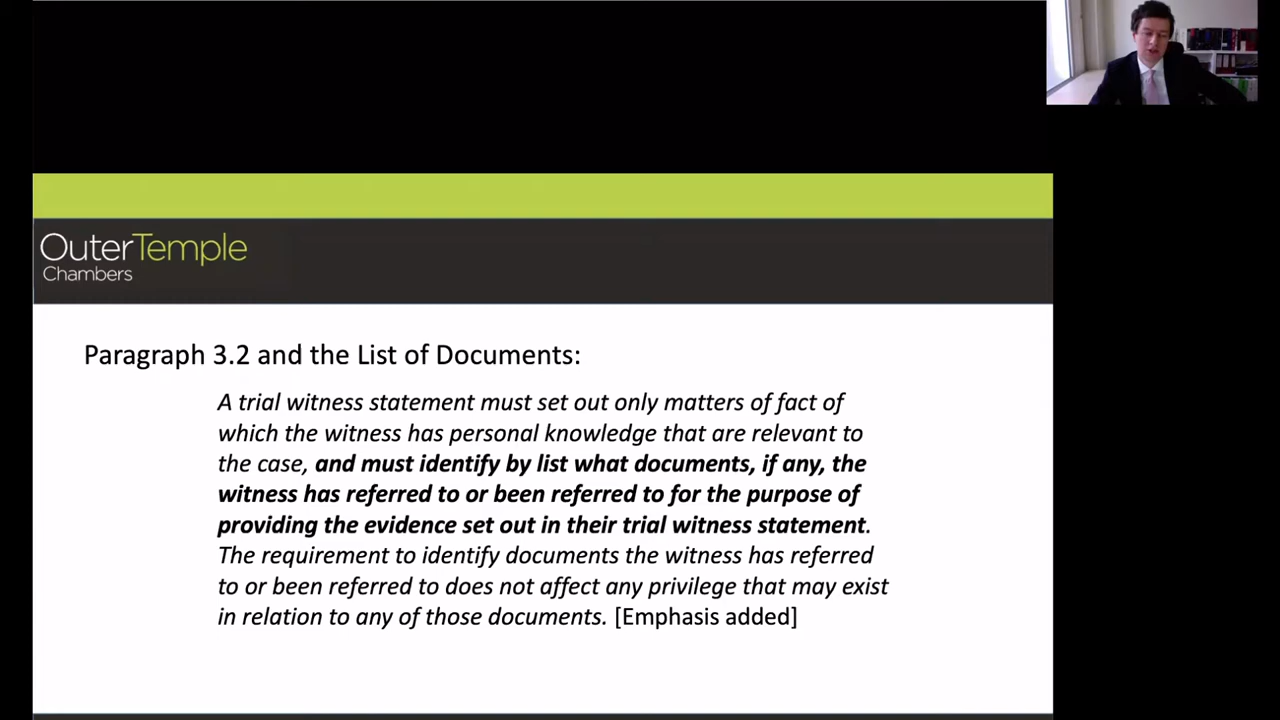 OuterTemple
Chambers
Paragraph 3.2 and the List of Documents:
A trial witness statement must set out only matters of fact of
which the witness has personal knowledge that are relevant to
the case, and must identify by list what documents, if any, the
witness has referred to or been referred to for the purpose of
providing the evidence set out in their trial witness statement.
The requirement to identify documents the witness has referred
to or been referred to does not affect any privilege that may exist
in relation to any of those documents. [Emphasis added]